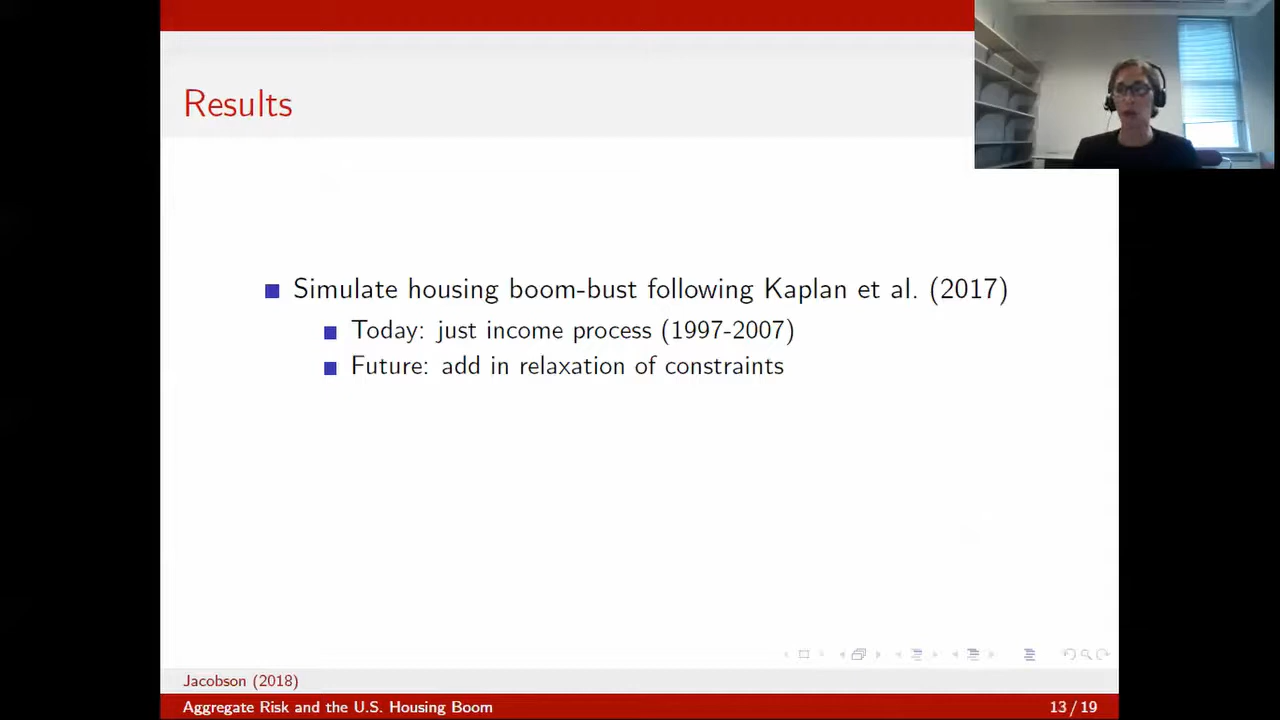 Results
Simulate housing boom-bust following Kaplan et al. (2017)
Today: just income process (1997-2007)
Future: add in relaxation of constraints
Jacobson (2018)
Aggregate Risk and the U.S. Housing Boom
13 / 19